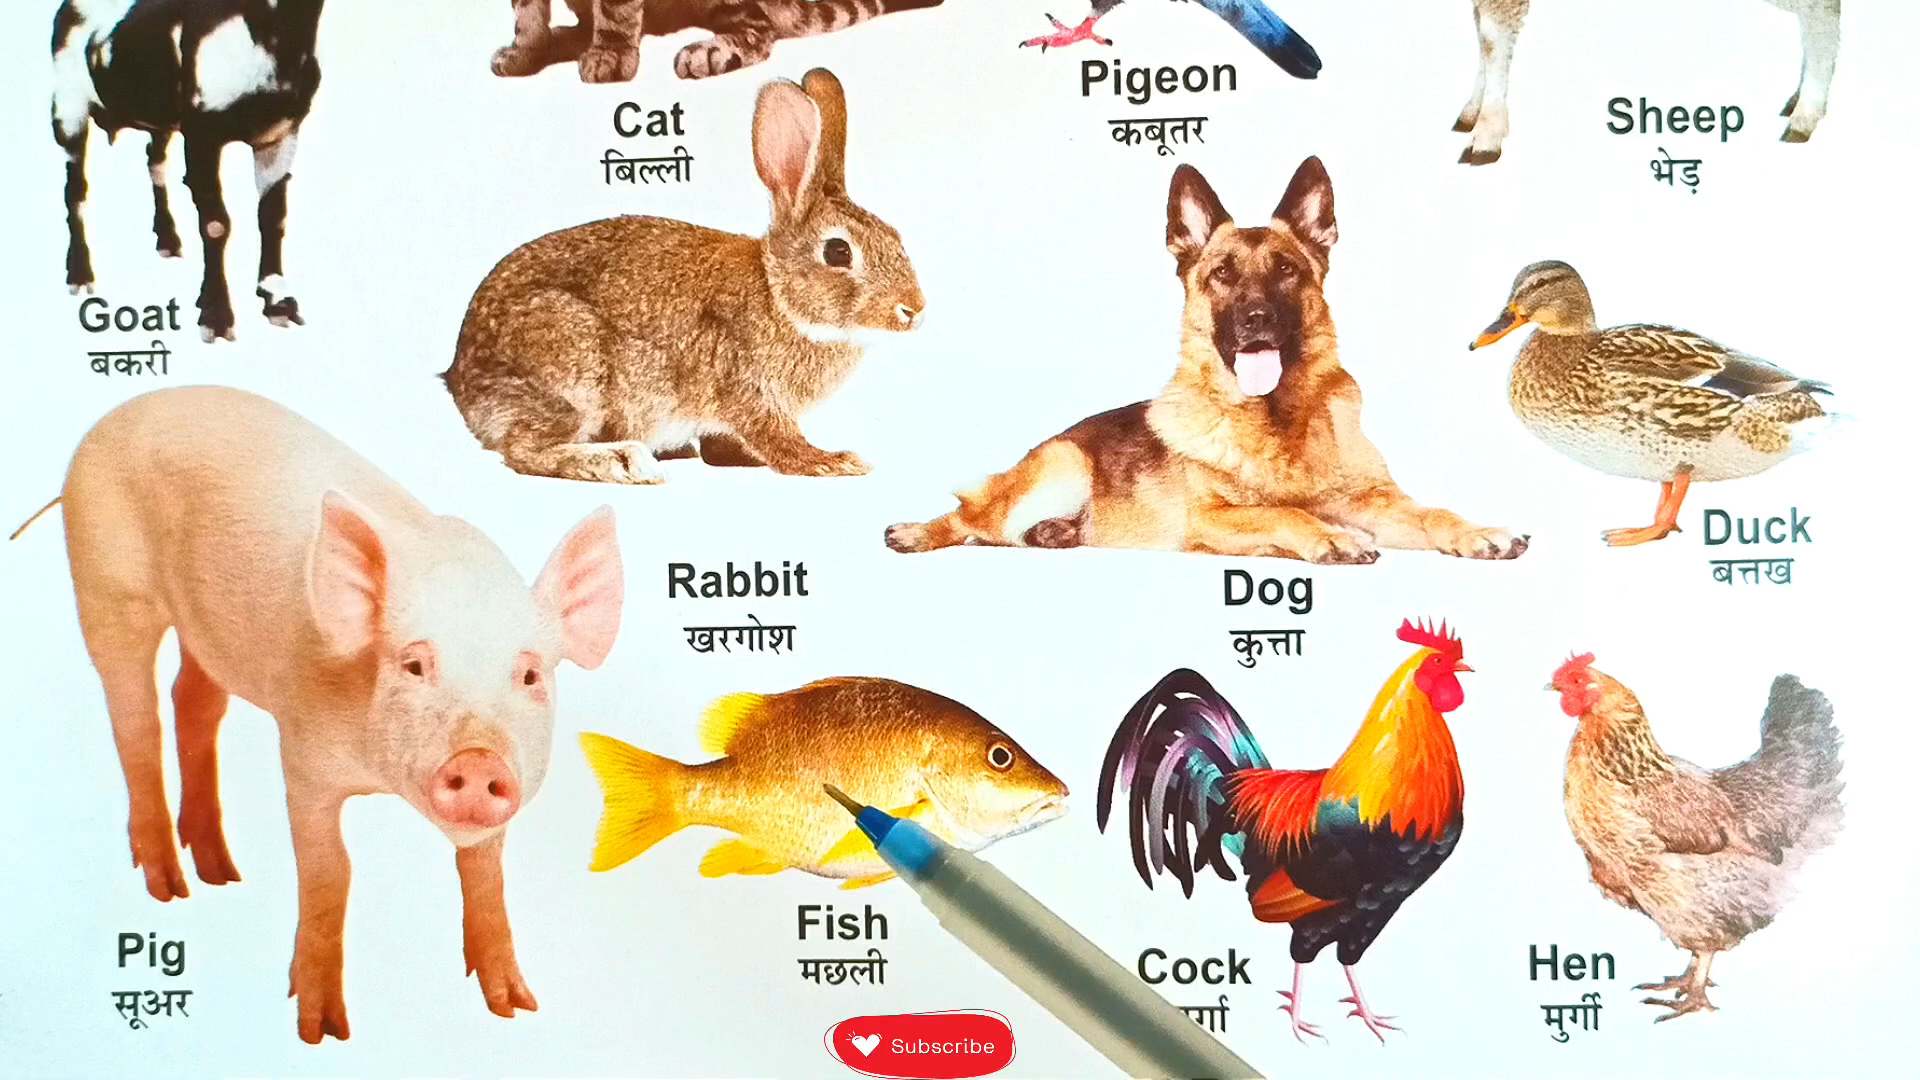 Pigeon
कबूतर
Cat
बिल्ली
Sheep
भेड़
Goat
बकरी
Rabbit
खरगोश
Dog
कुत्ता
Duck
बत्तख
Pig
सूअर
Fish
मछली
Cock
Hen
मुर्गी
Subscribe